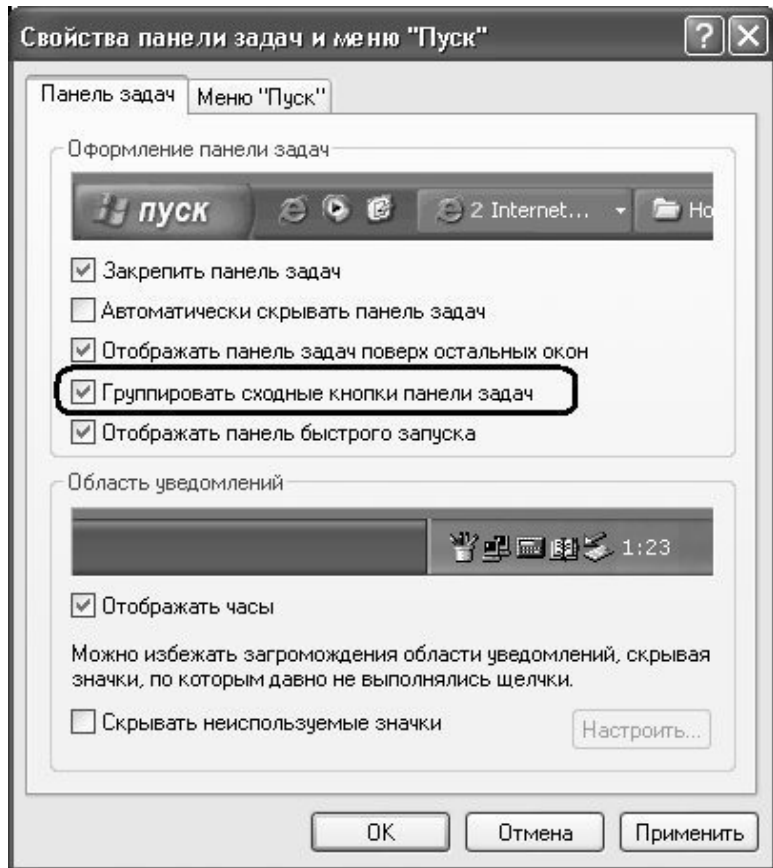 Свойства панели задач и меню "Пуск"
Панель задач
Меню "Пуск"
Оформление панели задач
пуск
2 Internet...
Но
Закрепить панель задач
Автоматически скрывать панель задач
Отображать панель задач поверх остальных окон
Группировать сходные кнопки панели задач
Отображать панель быстрого запуска
Область уведомлений
1:23
Отображать часы
Можно избежать загромождения области уведомлений, скрывая
значки, по которым давно не выполнялись щелчки.
Скрывать неиспользуемые значки
Настроить...
OK
Отмена
Применить